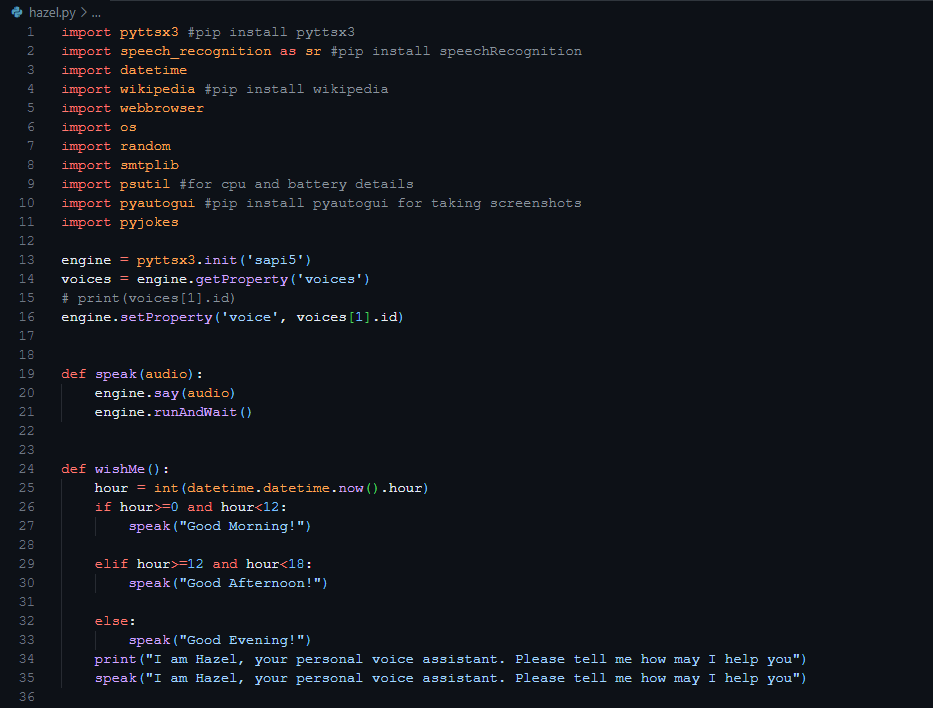 hazel.py > ...
1 import pyttsx3 #pip install pyttsx3
2 import speech_recognition as sr #pip install speechRecognition
3 import datetime
4 import wikipedia #pip install wikipedia
5 import webbrowser
6 import os
7 import random
8 import smtplib
9 import psutil #for cpu and battery details
10 import pyautogui #pip install pyautogui for taking screenshots
11 import pyjokes
12
13 engine = pyttsx3.init('sapi5')
14 voices = engine.getProperty('voices')
15 # print(voices[1].id)
16 engine.setProperty('voice', voices[1].id)
17
18
19 def speak(audio):
20     engine.say(audio)
21     engine.runAndWait()
22
23
24 def wishMe():
25     hour = int(datetime.datetime.now().hour)
26     if hour>=0 and hour<12:
27         speak("Good Morning!")
28
29     elif hour>=12 and hour<18:
30         speak("Good Afternoon!")
31
32     else:
33         speak("Good Evening!")
34     print("I am Hazel, your personal voice assistant. Please tell me how may I help you")
35     speak("I am Hazel, your personal voice assistant. Please tell me how may I help you")
36